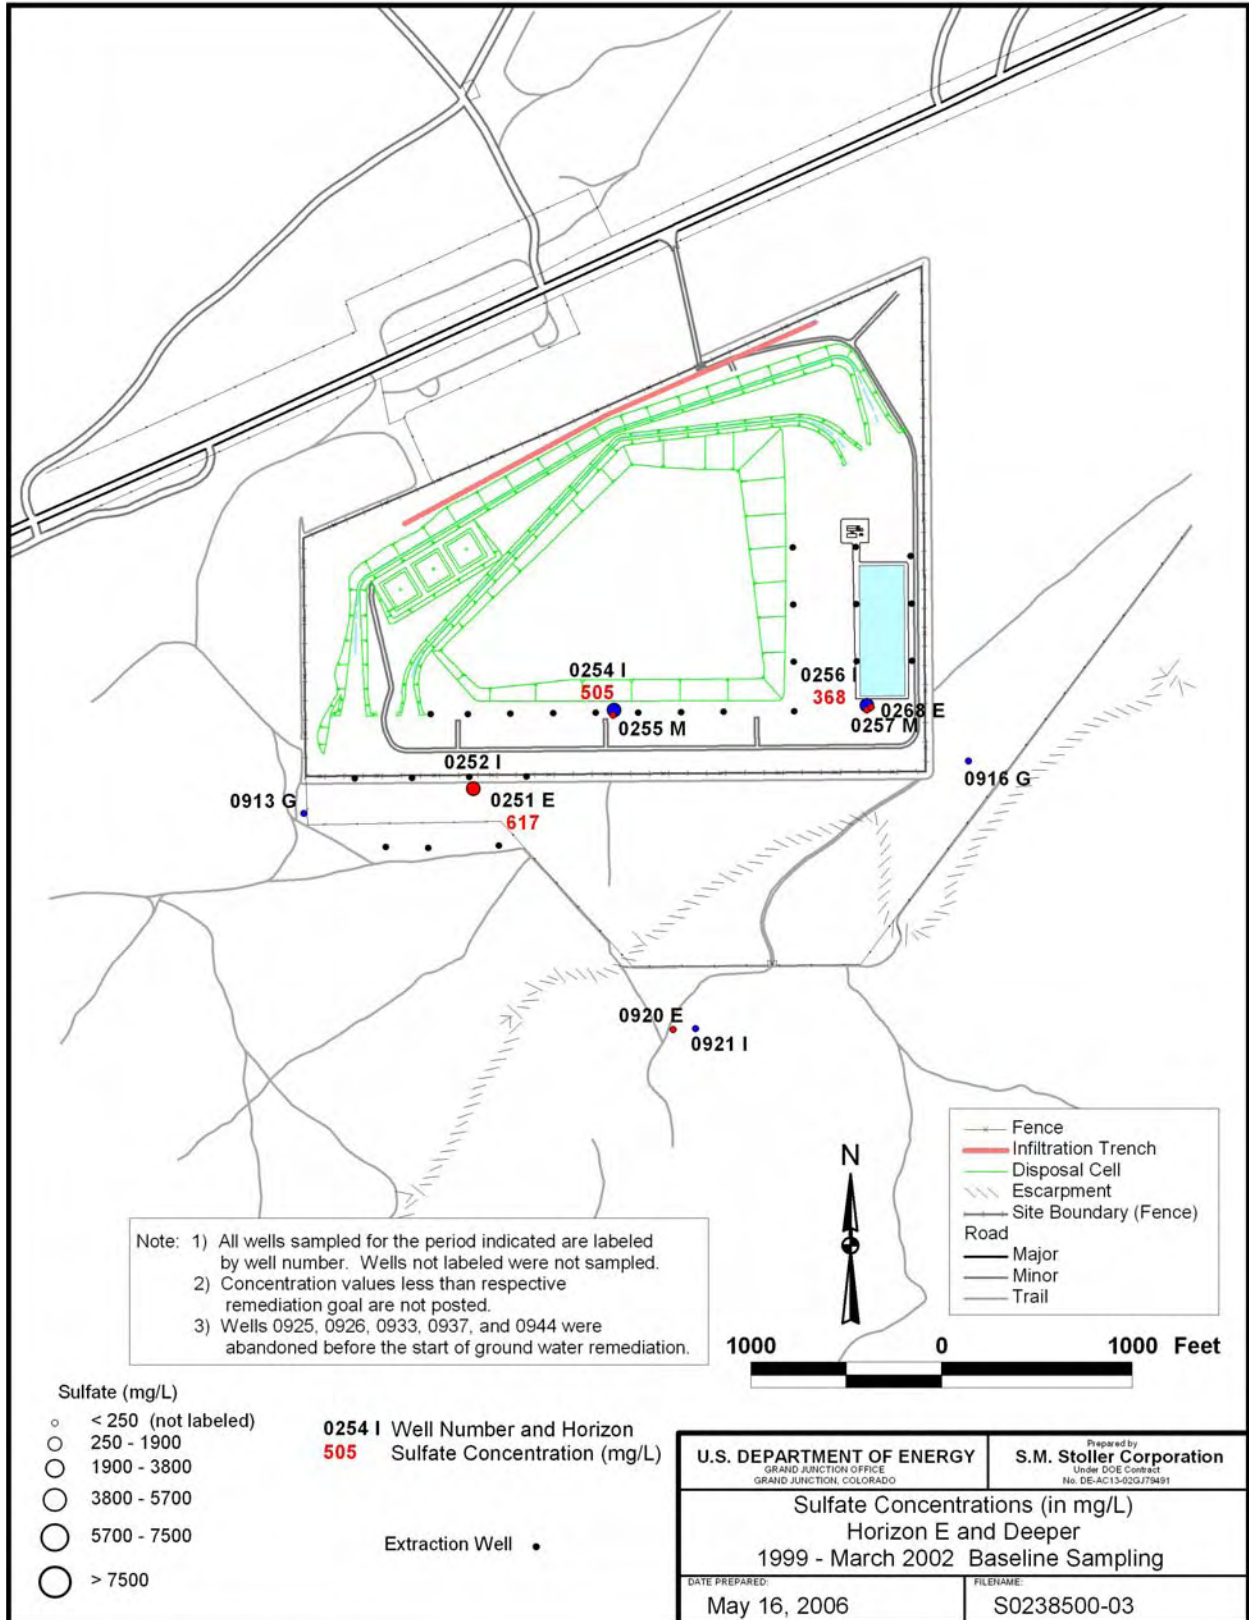 0254 I
505
0255 M
0256 I
368
0268 E
0257 M
0252 I
0251 E
617
0913 G
0916 G
0920 E
0921 I
Fence
Infiltration Trench
Disposal Cell
Escarpment
Site Boundary (Fence)
Road
Major
Minor
Trail
N
1000 0 1000 Feet
Note: 1) All wells sampled for the period indicated are labeled
by well number. Wells not labeled were not sampled.
2) Concentration values less than respective
remediation goal are not posted.
3) Wells 0925, 0926, 0933, 0937, and 0944 were
abandoned before the start of ground water remediation.
Sulfate (mg/L)
< 250 (not labeled)
250 - 1900
1900 - 3800
3800 - 5700
5700 - 7500
> 7500
0254 I Well Number and Horizon
505 Sulfate Concentration (mg/L)
Extraction Well
U.S. DEPARTMENT OF ENERGY
GRAND JUNCTION OFFICE
GRAND JUNCTION, COLORADO
Prepared by
S.M. Stoller Corporation
Under DOE Contract
No. DE-AC13-02GJ79491
Sulfate Concentrations (in mg/L)
Horizon E and Deeper
1999 - March 2002 Baseline Sampling
DATE PREPARED:
May 16, 2006
FILENAME:
S0238500-03